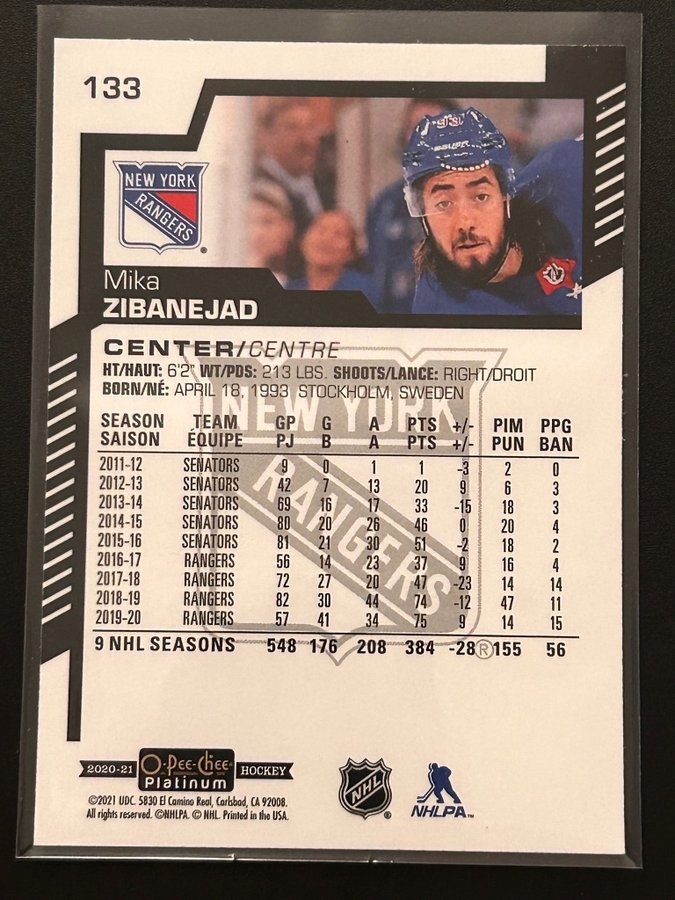 133
93
BAUER
NEW YORK
RANGERS
®
Mika
ZIBANEJAD
CENTER/CENTRE
HT/HAUT: 6'2" WT/PDS: 213 LBS. SHOOTS/LANCE: RIGHT/DROIT
BORN/NÉ: APRIL 18, 1993 STOCKHOLM, SWEDEN
NEW YORK
RANGERS
®
SEASON TEAM GP G A PTS +/- PIM PPG
SAISON ÉQUIPE PJ B A PTS +/- PUN BAN
2011-12 SENATORS 9 0 1 1 -3 2 0
2012-13 SENATORS 42 7 13 20 9 6 3
2013-14 SENATORS 69 16 17 33 -15 18 3
2014-15 SENATORS 80 20 26 46 0 20 4
2015-16 SENATORS 81 21 30 51 -2 18 2
2016-17 RANGERS 56 14 23 37 9 16 4
2017-18 RANGERS 72 27 20 47 -23 14 14
2018-19 RANGERS 82 30 44 74 -12 47 11
2019-20 RANGERS 57 41 34 75 9 14 15
9 NHL SEASONS 548 176 208 384 -28 155 56
2020-21 O-Pee-Chee Platinum HOCKEY
©2021 UDC. 5830 El Camino Real, Carlsbad, CA 92008.
All rights reserved. ©NHLPA. © NHL. Printed in the USA.
NHL ®
NHLPA™